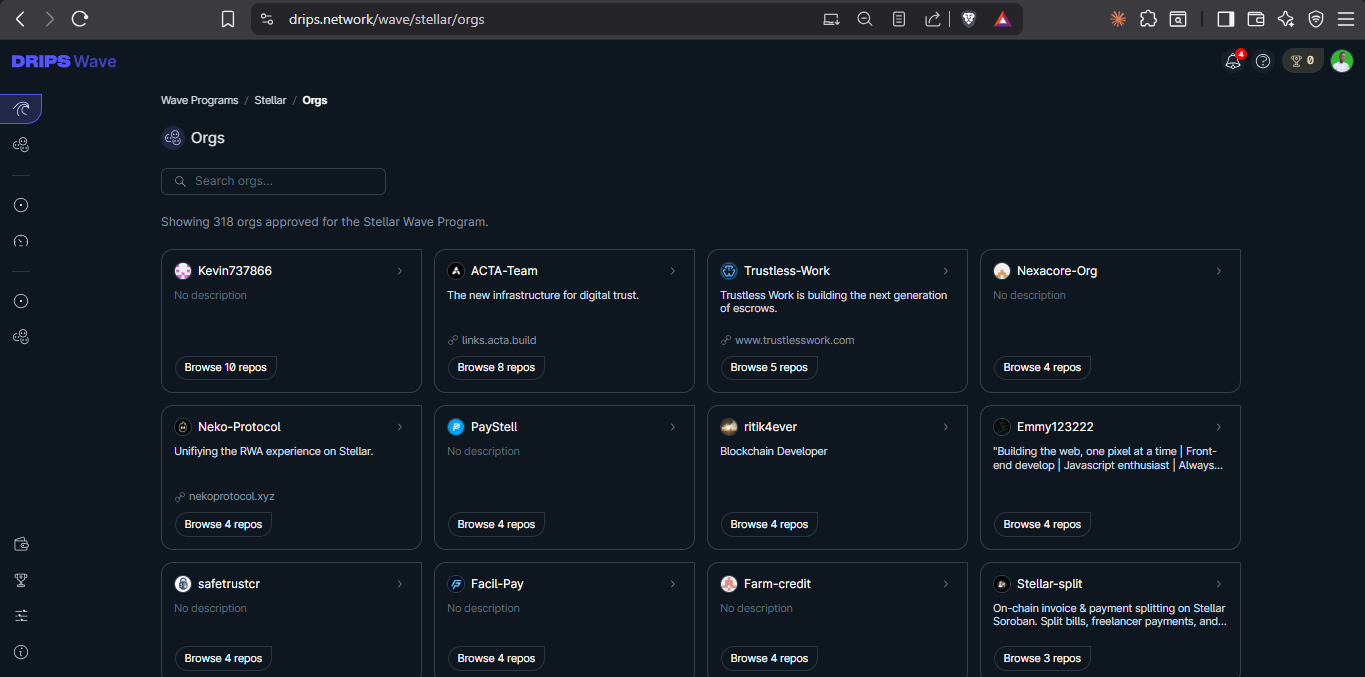 drips.network/wave/stellar/orgs
DRIPS Wave
4
0
Wave Programs / Stellar / Orgs
Orgs
Search orgs...
Showing 318 orgs approved for the Stellar Wave Program.
Kevin737866
No description
Browse 10 repos
ACTA-Team
The new infrastructure for digital trust.
links.acta.build
Browse 8 repos
Trustless-Work
Trustless Work is building the next generation
of escrows.
www.trustlesswork.com
Browse 5 repos
Nexacore-Org
No description
Browse 4 repos
Neko-Protocol
Unifiying the RWA experience on Stellar.
nekoprotocol.xyz
Browse 4 repos
PayStell
No description
Browse 4 repos
ritik4ever
Blockchain Developer
Browse 4 repos
Emmy123222
"Building the web, one pixel at a time | Front-
end develop | Javascript enthusiast | Always...
Browse 4 repos
safetrustcr
No description
Browse 4 repos
Facil-Pay
No description
Browse 4 repos
Farm-credit
No description
Browse 4 repos
Stellar-split
On-chain invoice & payment splitting on Stellar
Soroban. Split bills, freelancer payments, and...
Browse 3 repos